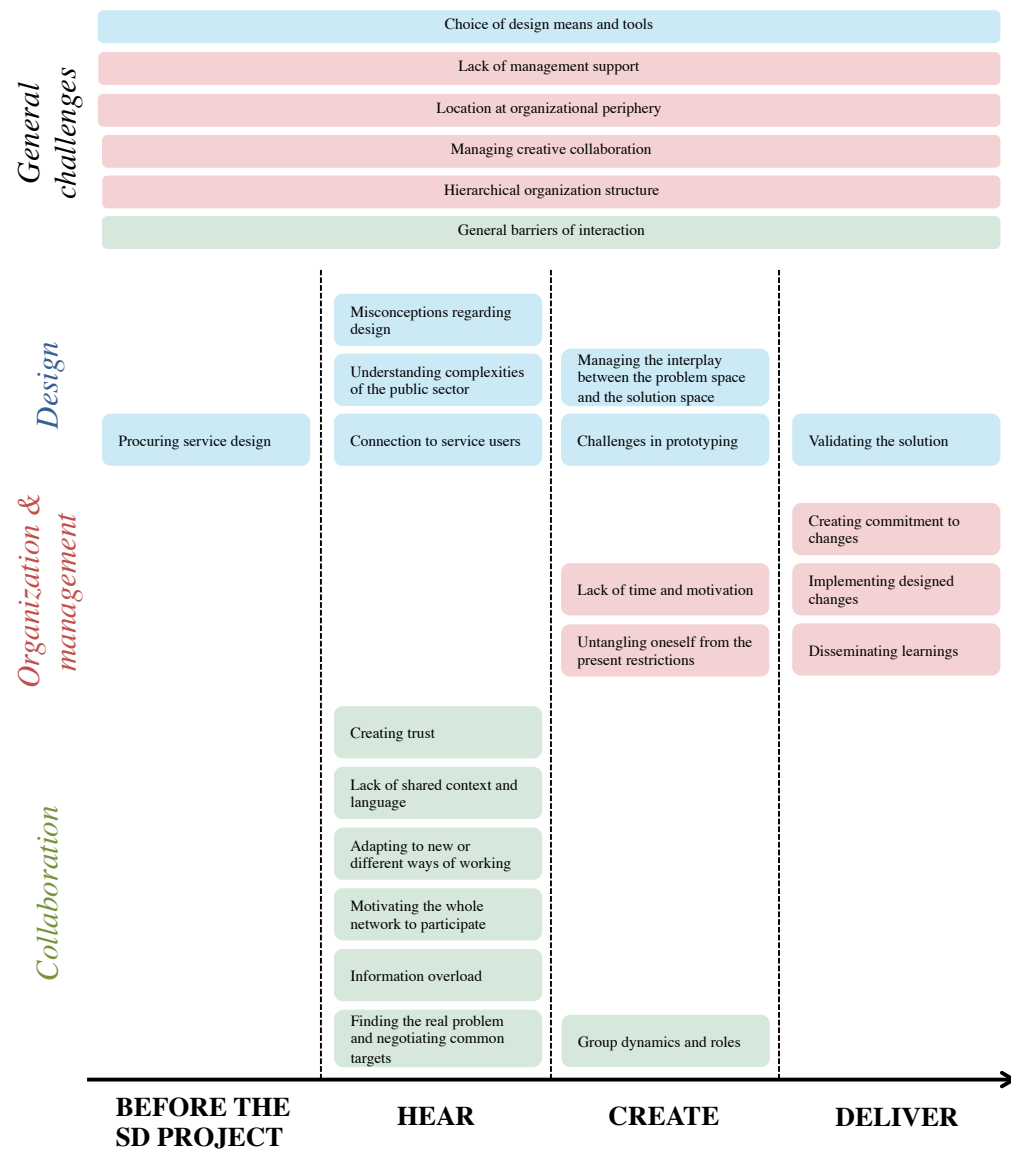 General
challenges
Choice of design means and tools
Lack of management support
Location at organizational periphery
Managing creative collaboration
Hierarchical organization structure
General barriers of interaction
Design
Misconceptions regarding
design
Understanding complexities
of the public sector
Managing the interplay
between the problem space
and the solution space
Procuring service design
Connection to service users
Challenges in prototyping
Validating the solution
Organization &
management
Creating commitment to
changes
Lack of time and motivation
Implementing designed
changes
Untangling oneself from the
present restrictions
Disseminating learnings
Collaboration
Creating trust
Lack of shared context and
language
Adapting to new or
different ways of working
Motivating the whole
network to participate
Information overload
Finding the real problem
and negotiating common
targets
Group dynamics and roles
BEFORE THE
SD PROJECT
HEAR
CREATE
DELIVER